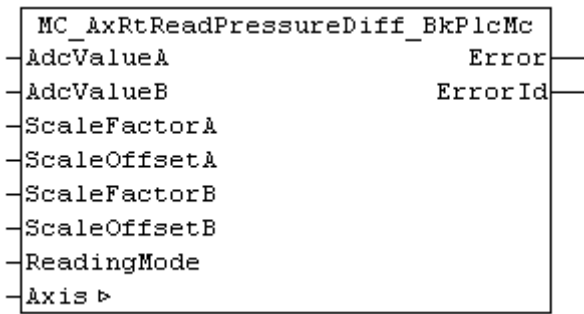 MC_AxRtReadPressureDiff_BkPlcMc
AdcValueA Error
AdcValueB ErrorId
ScaleFactorA
ScaleOffsetA
ScaleFactorB
ScaleOffsetB
ReadingMode
Axis ▷